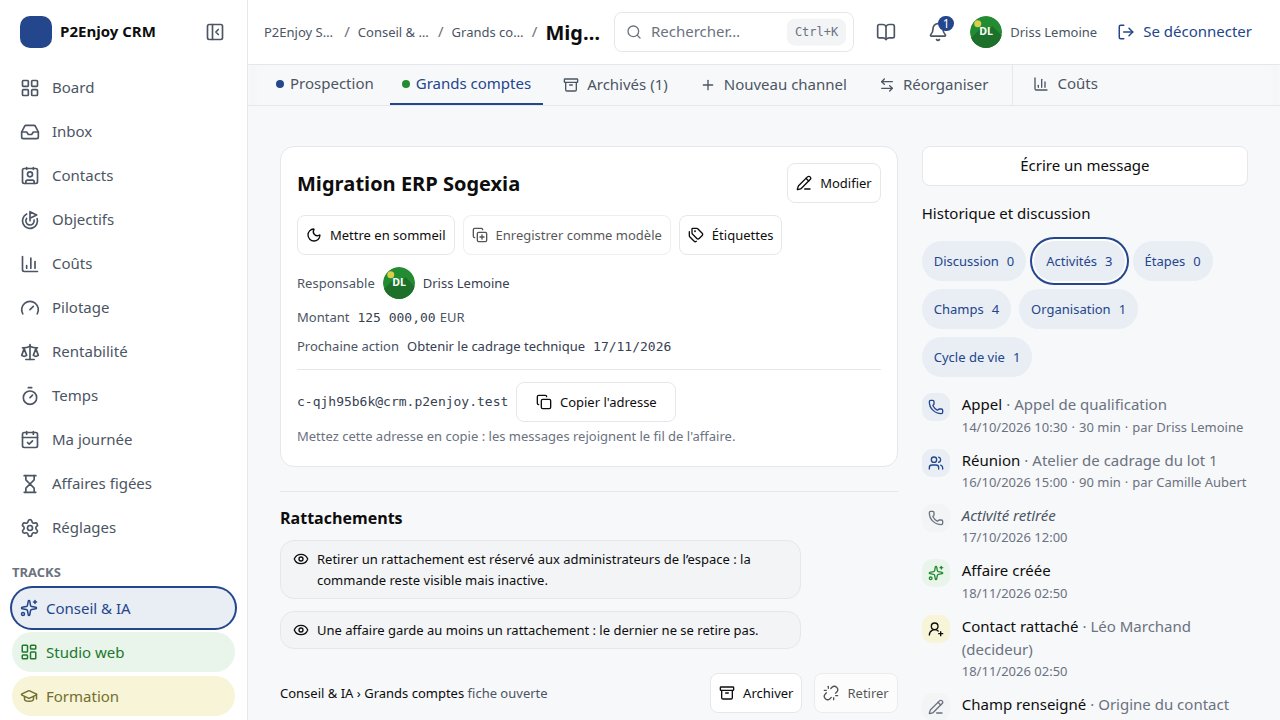 P2Enjoy CRM
Board
Inbox
Contacts
Objectifs
Coûts
Pilotage
Rentabilité
Temps
Ma journée
Affaires figées
Réglages
TRACKS
Conseil & IA
Studio web
Formation
P2Enjoy S... / Conseil & ... / Grands co... / Mig...
Rechercher... Ctrl+K
1
DL Driss Lemoine
Se déconnecter
Prospection
Grands comptes
Archivés (1)
Nouveau channel
Réorganiser
Coûts
Migration ERP Sogexia
Modifier
Mettre en sommeil
Enregistrer comme modèle
Étiquettes
Responsable DL Driss Lemoine
Montant 125 000,00 EUR
Prochaine action Obtenir le cadrage technique 17/11/2026
c-qjh95b6k@crm.p2enjoy.test Copier l'adresse
Mettez cette adresse en copie : les messages rejoignent le fil de l'affaire.
Rattachements
Retirer un rattachement est réservé aux administrateurs de l'espace : la
commande reste visible mais inactive.
Une affaire garde au moins un rattachement : le dernier ne se retire pas.
Conseil & IA › Grands comptes fiche ouverte
Archiver
Retirer
Écrire un message
Historique et discussion
Discussion 0
Activités 3
Étapes 0
Champs 4
Organisation 1
Cycle de vie 1
Appel · Appel de qualification
14/10/2026 10:30 · 30 min · par Driss Lemoine
Réunion · Atelier de cadrage du lot 1
16/10/2026 15:00 · 90 min · par Camille Aubert
Activité retirée
17/10/2026 12:00
Affaire créée
18/11/2026 02:50
Contact rattaché · Léo Marchand
(decideur)
18/11/2026 02:50
Champ renseigné · Origine du contact